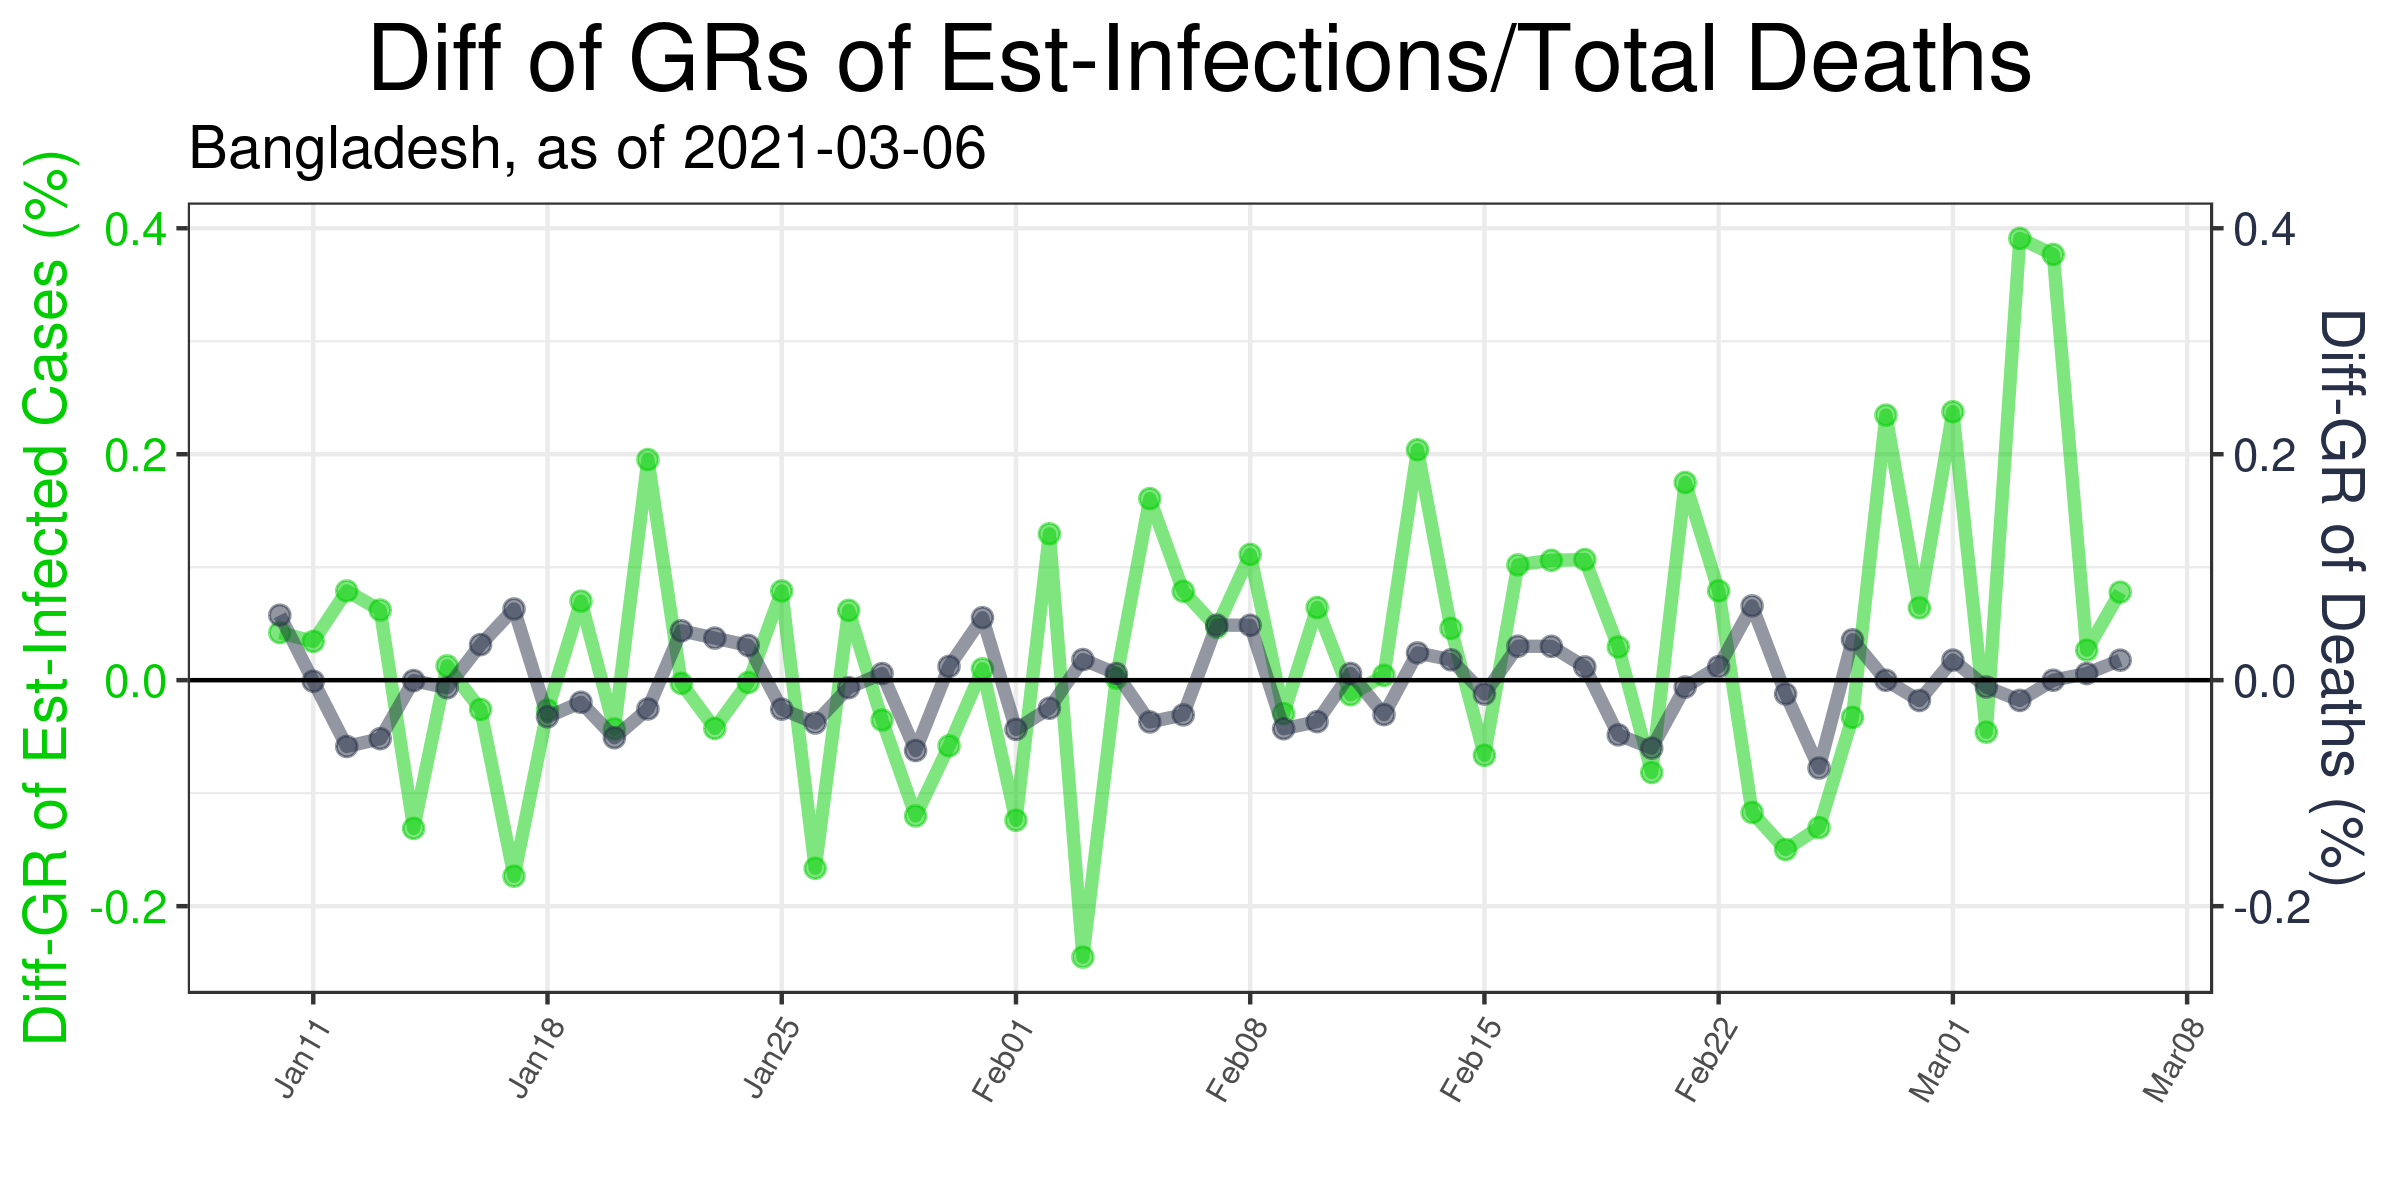 Diff of GRs of Est-Infections/Total Deaths
Bangladesh, as of 2021-03-06
Diff-GR of Est-Infected Cases (%)
0.4
0.2
0.0
-0.2
0.4
0.2
0.0
-0.2
Diff-GR of Deaths (%)
Jan11
Jan18
Jan25
Feb01
Feb08
Feb15
Feb22
Mar01
Mar08